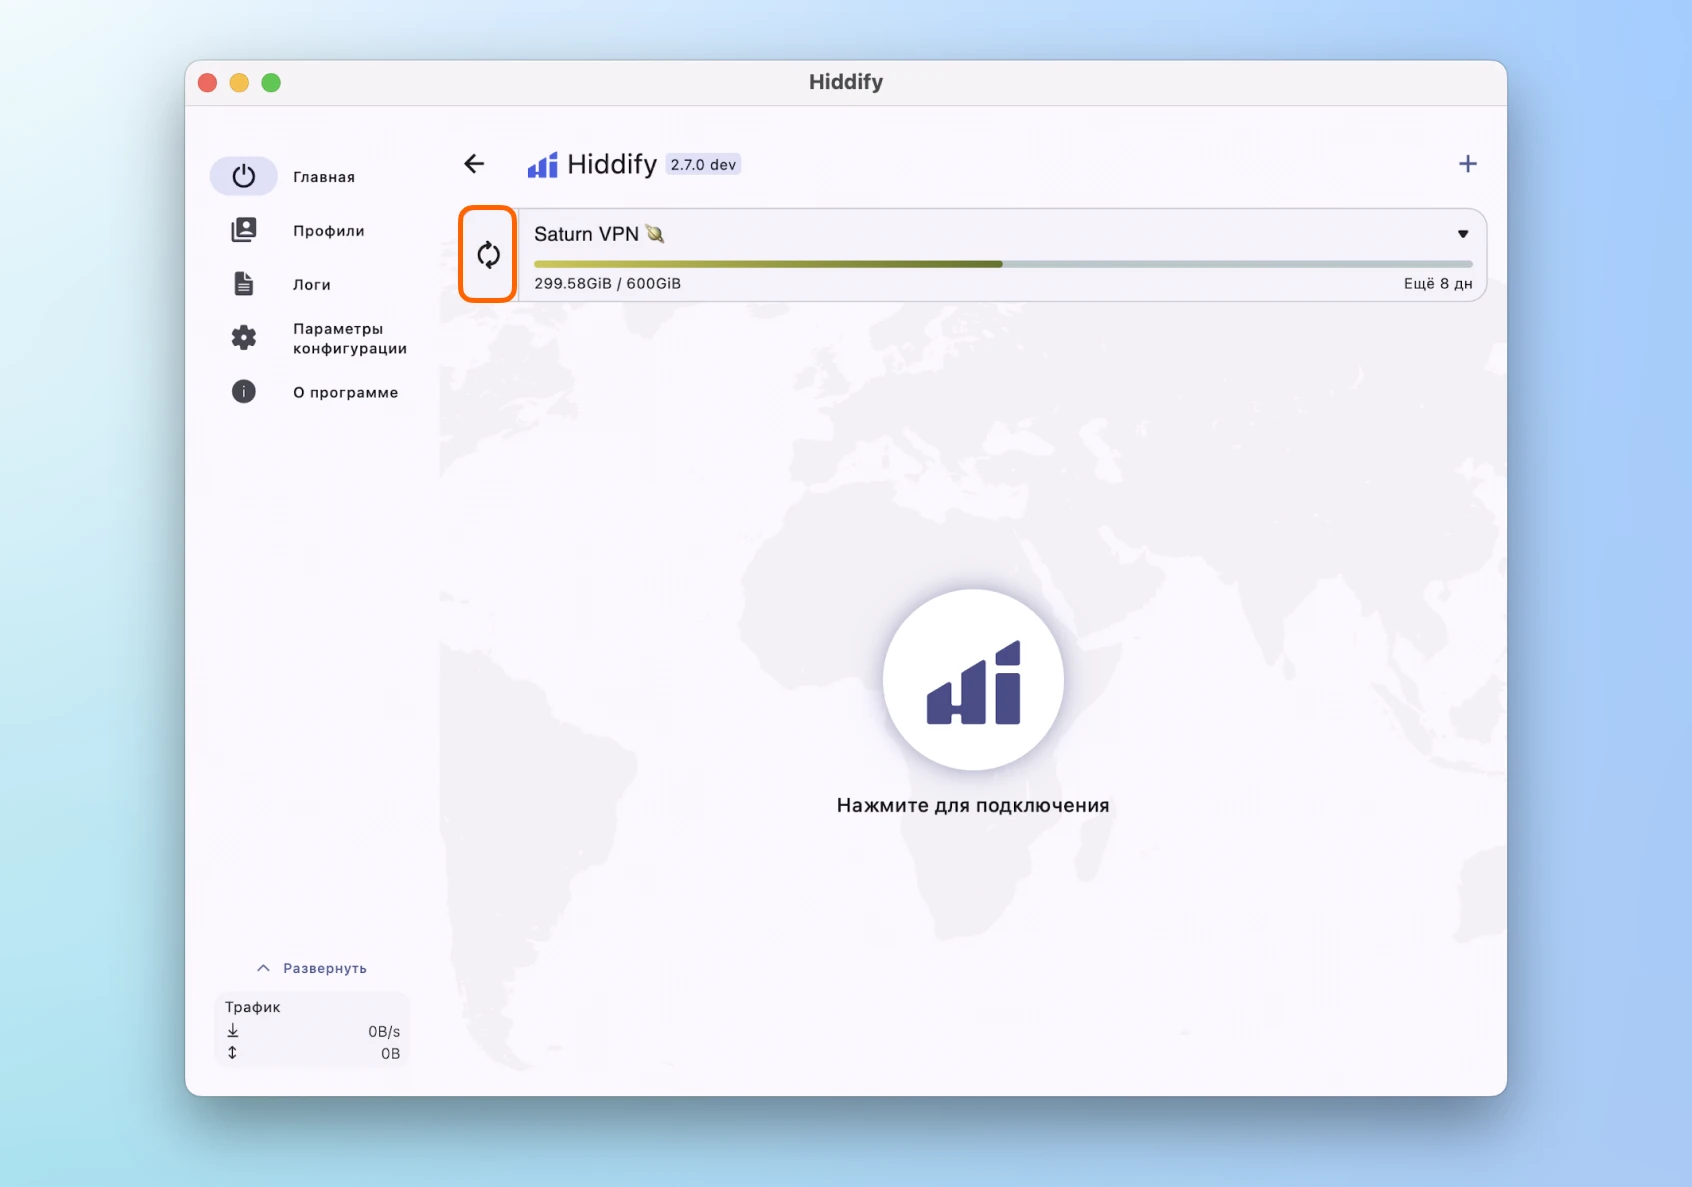 Hiddify
Главная
Профили
Логи
Параметры
конфигурации
О программе
Hiddify 2.7.0 dev
Saturn VPN 🪐
299.58GiB / 600GiB
Ещё 8 дн
Нажмите для подключения
Развернуть
Трафик
0B/s
0B